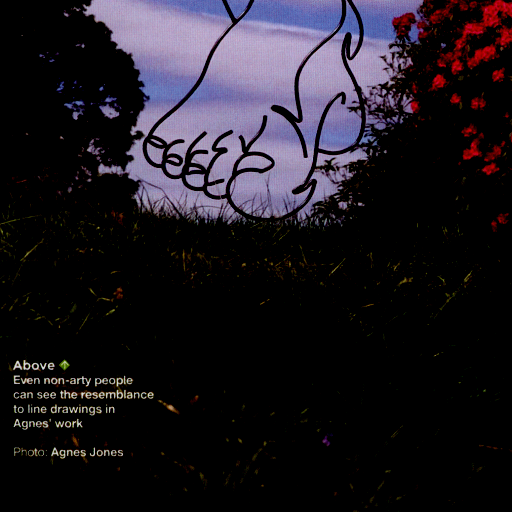 Above
Even non-arty people
can see the resemblance
to line drawings in
Agnes' work
Photo: Agnes Jones